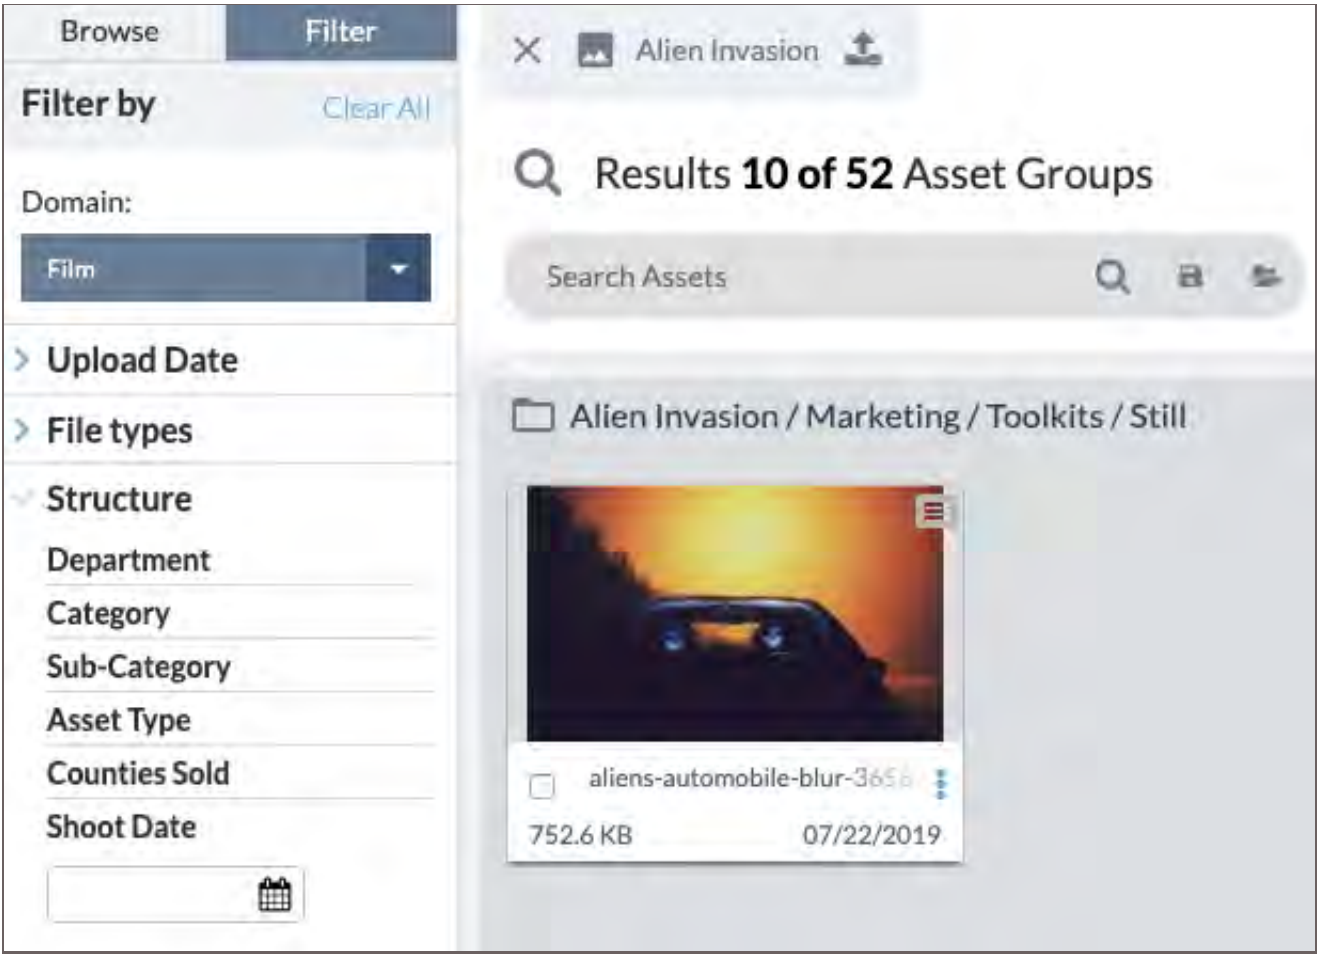 Browse
Filter
Filter by
Clear All
Domain:
Film
Upload Date
File types
Structure
Department
Category
Sub-Category
Asset Type
Counties Sold
Shoot Date
Alien Invasion
Results 10 of 52 Asset Groups
Search Assets
Alien Invasion / Marketing / Toolkits / Still
aliens-automobile-blur-3656
752.6 KB
07/22/2019